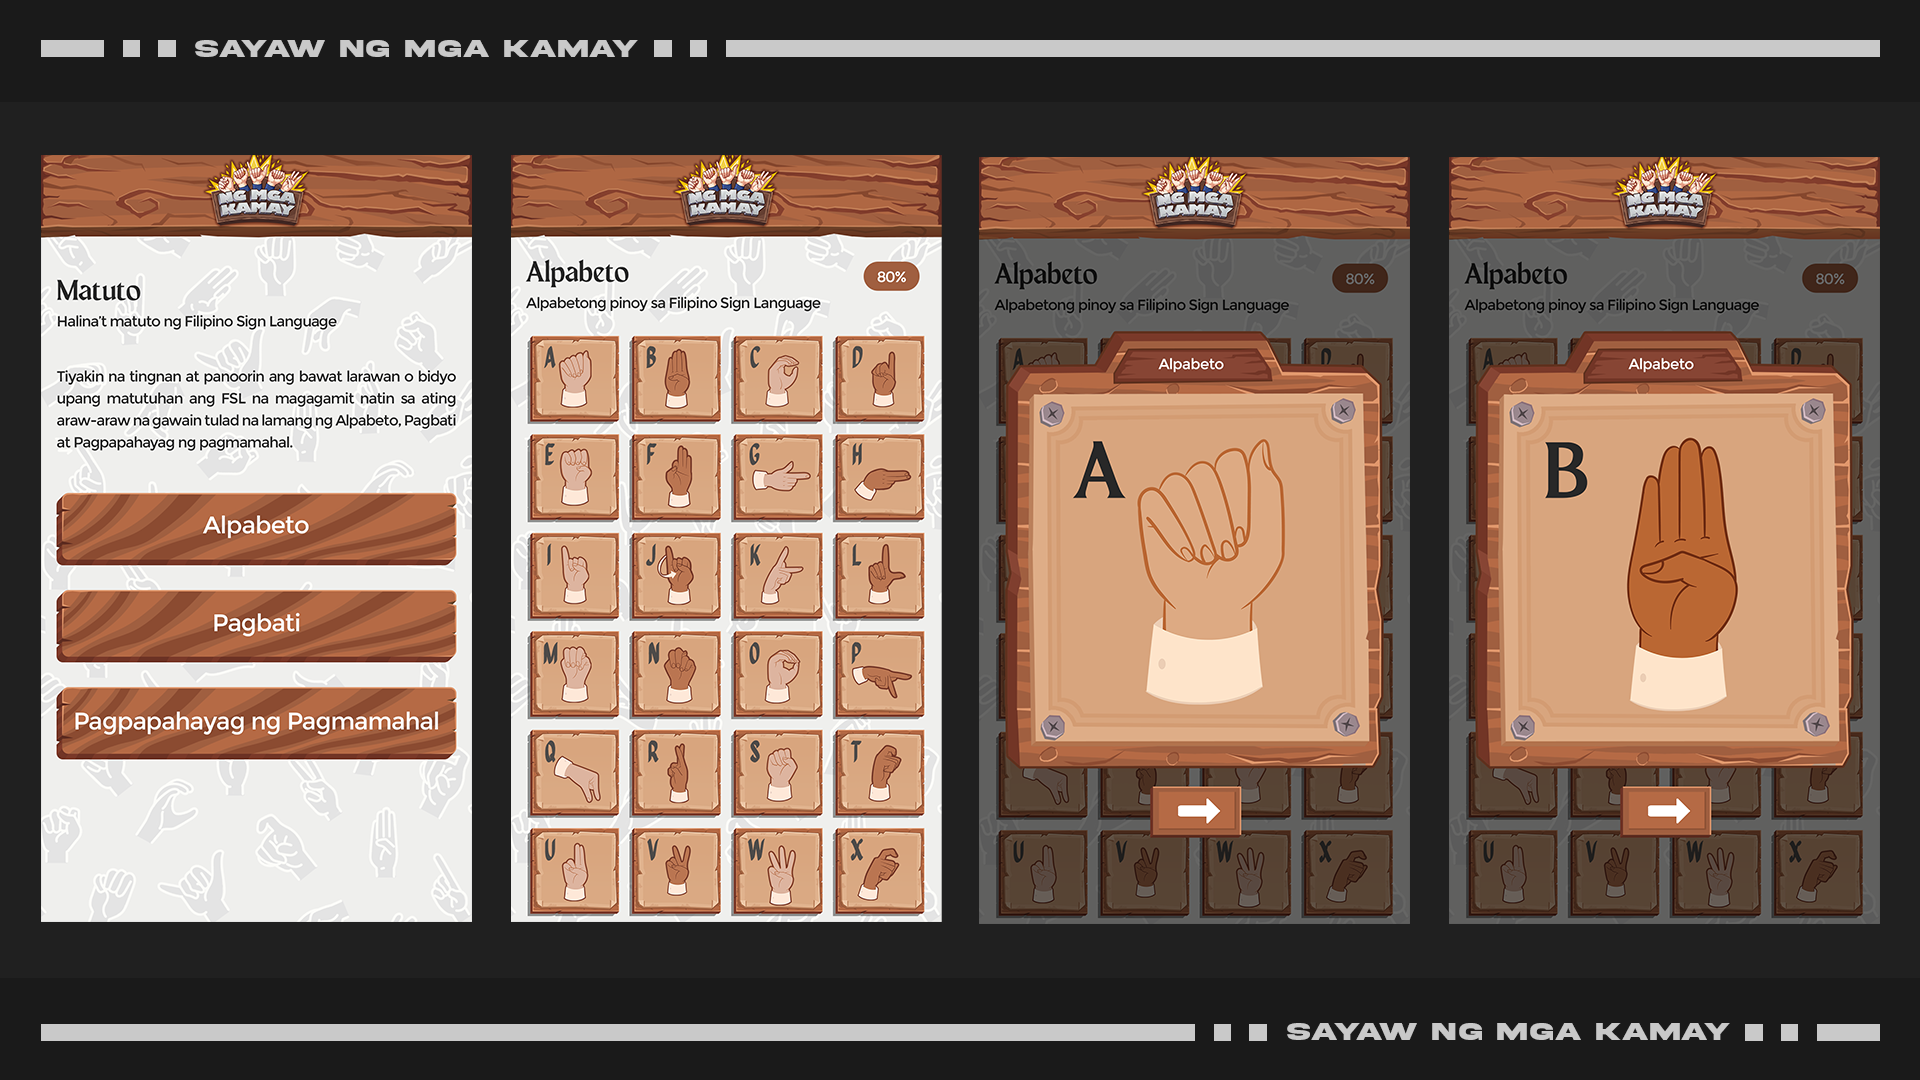 SAYAW NG MGA KAMAY
NG MGA
KAMAY
Matuto
Halina't matuto ng Filipino Sign Language
Tiyakin na tingnan at panoorin ang bawat larawan o bidyo
upang matutuhan ang FSL na magagamit natin sa ating
araw-araw na gawain tulad na lamang ng Alpabeto, Pagbati
at Pagpapahayag ng pagmamahal.
Alpabeto
Pagbati
Pagpapahayag ng Pagmamahal
NG MGA
KAMAY
Alpabeto
80%
Alpabetong pinoy sa Filipino Sign Language
A B C D
E F G H
I J K L
M N O P
Q R S T
U V W X
NG MGA
KAMAY
Alpabeto
80%
Alpabetong pinoy sa Filipino Sign Language
A D
Alpabeto
A
U V W X
NG MGA
KAMAY
Alpabeto
80%
Alpabetong pinoy sa Filipino Sign Language
A D
Alpabeto
B
U V W X
SAYAW NG MGA KAMAY